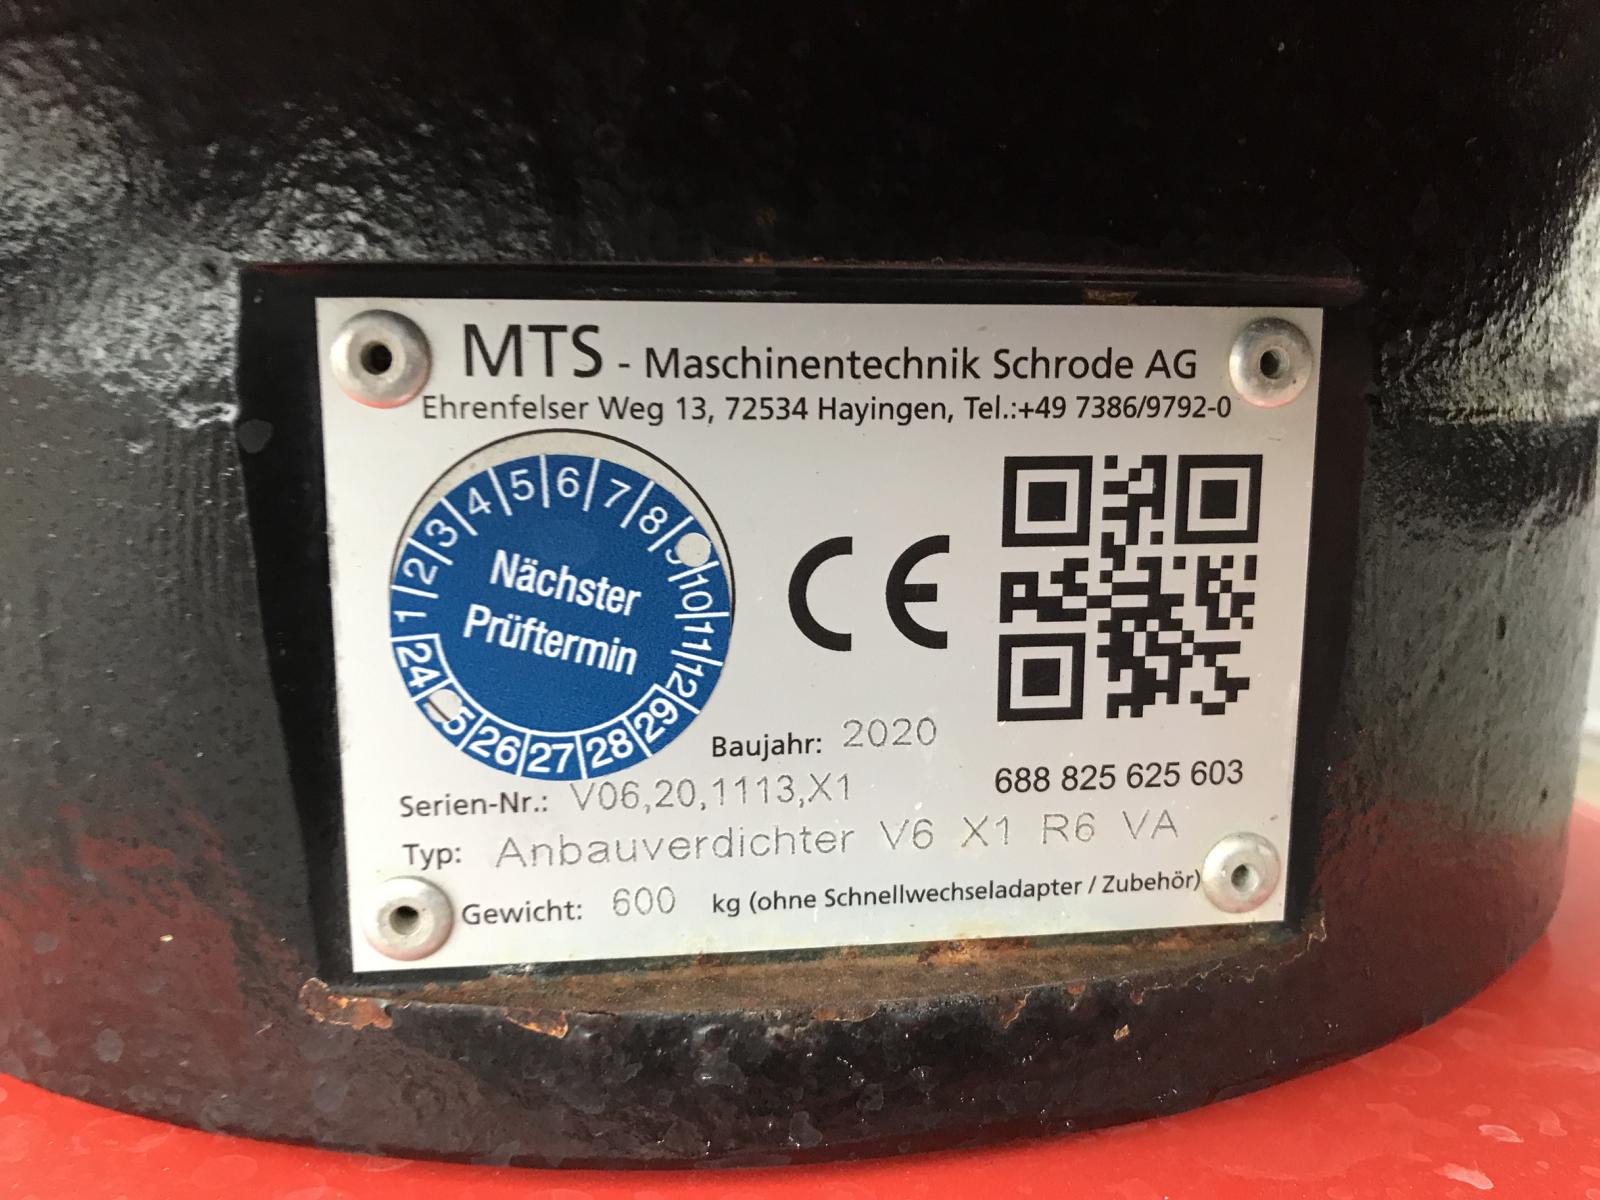 MTS - Maschinentechnik Schrode AG
Ehrenfelser Weg 13, 72534 Hayingen, Tel.:+49 7386/9792-0
1 2 3 4 5 6 7 8 9 10 11 12
Nächster
Prüftermin
24 5 26 27 28 29
CE
688 825 625 603
Baujahr: 2020
Serien-Nr.: V06,20,1113,X1
Typ: Anbauverdichter V6 X1 R6 VA
Gewicht: 600 kg (ohne Schnellwechseladapter / Zubehör)